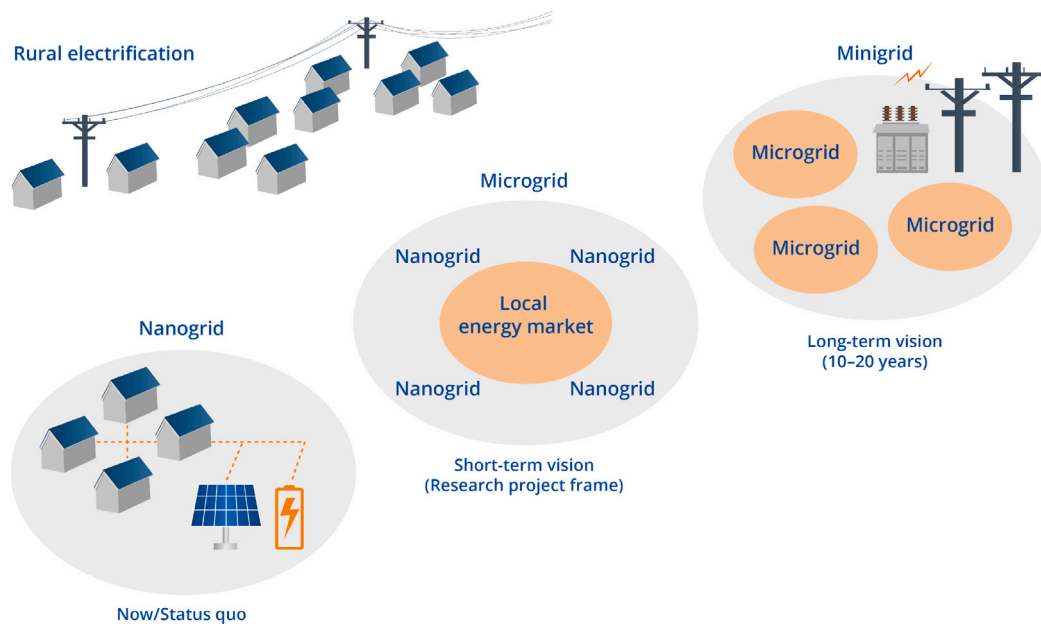 Rural electrification
Minigrid
Microgrid
Microgrid
Microgrid
Long-term vision
(10–20 years)
Microgrid
Nanogrid
Nanogrid
Local
energy market
Nanogrid
Nanogrid
Short-term vision
(Research project frame)
Nanogrid
Now/Status quo